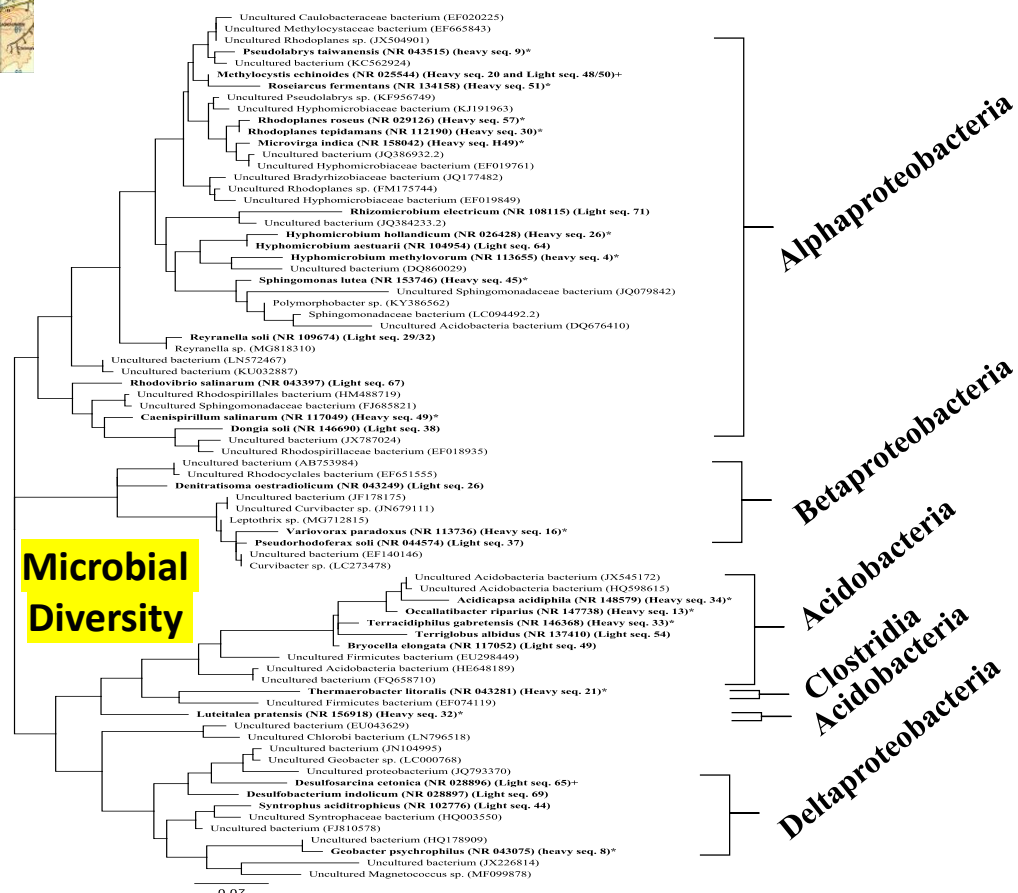 Uncultured Caulobacteraceae bacterium (EF020225)
Uncultured Methylocystaceae bacterium (EF665843)
Uncultured Rhodoplanes sp. (JX504901)
Pseudolabrys taiwanensis (NR 043515) (heavy seq. 9)*
Uncultured bacterium (KC562924)
Methylocystis echinoides (NR 025544) (Heavy seq. 20 and Light seq. 48/50)+
Roseiarcus fermentans (NR 134158) (Heavy seq. 51)*
Uncultured Pseudolabrys sp. (KF956749)
Uncultured Hyphomicrobiaceae bacterium (KJ191963)
Rhodoplanes roseus (NR 029126) (Heavy seq. 57)*
Rhodoplanes tepidamans (NR 112190) (Heavy seq. 30)*
Microvirga indica (NR 158042) (Heavy seq. H49)*
Uncultured bacterium (JQ386932.2)
Uncultured Hyphomicrobiaceae bacterium (EF019761)
Uncultured Bradyrhizobiaceae bacterium (JQ177482)
Uncultured Rhodoplanes sp. (FM175744)
Uncultured Hyphomicrobiaceae bacterium (EF019849)
Rhizomicrobium electricum (NR 108115) (Light seq. 71)
Uncultured bacterium (JQ384233.2)
Hyphomicrobium hollandicum (NR 026428) (Heavy seq. 26)*
Hyphomicrobium aestuarii (NR 104954) (Light seq. 64)
Hyphomicrobium methylovorum (NR 113655) (heavy seq. 4)*
Uncultured bacterium (DQ860029)
Sphingomonas lutea (NR 153746) (Heavy seq. 45)*
Uncultured Sphingomonadaceae bacterium (JQ079842)
Polymorphobacter sp. (KY386562)
Sphingomonadaceae bacterium (LC094492.2)
Uncultured Acidobacteria bacterium (DQ676410)
Reyranella soli (NR 109674) (Light seq. 29/32)
Reyranella sp. (MG818310)
Uncultured bacterium (LN572467)
Uncultured bacterium (KU032887)
Rhodovibrio salinarum (NR 043397) (Light seq. 67)
Uncultured Rhodospirillales bacterium (HM488719)
Uncultured Sphingomonadaceae bacterium (FJ685821)
Caenispirillum salinarum (NR 117049) (Heavy seq. 49)*
Dongia soli (NR 146690) (Light seq. 38)
Uncultured bacterium (JX787024)
Uncultured Rhodospirillaceae bacterium (EF018935)
Alphaproteobacteria
Uncultured bacterium (AB753984)
Uncultured Rhodocyclales bacterium (EF651555)
Denitratisoma oestradiolicum (NR 043249) (Light seq. 26)
Uncultured bacterium (JF178175)
Uncultured Curvibacter sp. (JN679111)
Leptothrix sp. (MG712815)
Variovorax paradoxus (NR 113736) (Heavy seq. 16)*
Pseudorhodoferax soli (NR 044574) (Light seq. 37)
Uncultured bacterium (EF140146)
Curvibacter sp. (LC273478)
Betaproteobacteria
Microbial
Diversity
Uncultured Acidobacteria bacterium (JX545172)
Uncultured Acidobacteria bacterium (HQ598615)
Acidicapsa acidiphila (NR 148579) (Heavy seq. 34)*
Occallatibacter riparius (NR 147738) (Heavy seq. 13)*
Terracidiphilus gabretensis (NR 146368) (Heavy seq. 33)*
Terriglobus albidus (NR 137410) (Light seq. 54)
Bryocella elongata (NR 117052) (Light seq. 49)
Uncultured Firmicutes bacterium (EU298449)
Uncultured Acidobacteria bacterium (HE648189)
Uncultured bacterium (FQ658710)
Acidobacteria
Thermaerobacter litoralis (NR 043281) (Heavy seq. 21)*
Uncultured Firmicutes bacterium (EF074119)
Clostridia
Luteitalea pratensis (NR 156918) (Heavy seq. 32)*
Acidobacteria
Uncultured bacterium (EU043629)
Uncultured Chlorobi bacterium (LN796518)
Uncultured bacterium (JN104995)
Uncultured Geobacter sp. (LC000768)
Uncultured proteobacterium (JQ793370)
Desulfosarcina cetonica (NR 028896) (Light seq. 65)+
Desulfobacterium indolicum (NR 028897) (Light seq. 69)
Syntrophus aciditrophicus (NR 102776) (Light seq. 44)
Uncultured Syntrophaceae bacterium (HQ003550)
Uncultured bacterium (FJ810578)
Uncultured bacterium (HQ178909)
Geobacter psychrophilus (NR 043075) (heavy seq. 8)*
Uncultured bacterium (JX226814)
Uncultured Magnetococcus sp. (MF099878)
Deltaproteobacteria